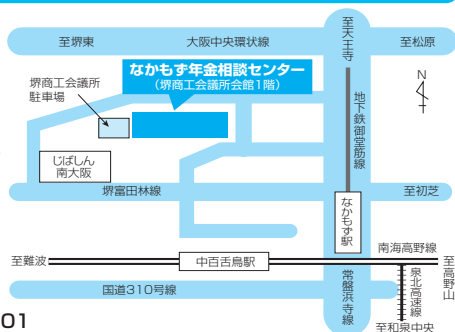 至堺東
大阪中央環状線
至天王寺
至松原
なかもず年金相談センター
(堺商工会議所会館1階)
堺商工会議所
駐車場
地下鉄御堂筋線
N
じばしん
南大阪
堺富田林線
なかもず駅
至初芝
南海高野線
至難波
中百舌鳥駅
至高野山
国道310号線
常盤浜寺線
泉北高速線
01
至和泉中央